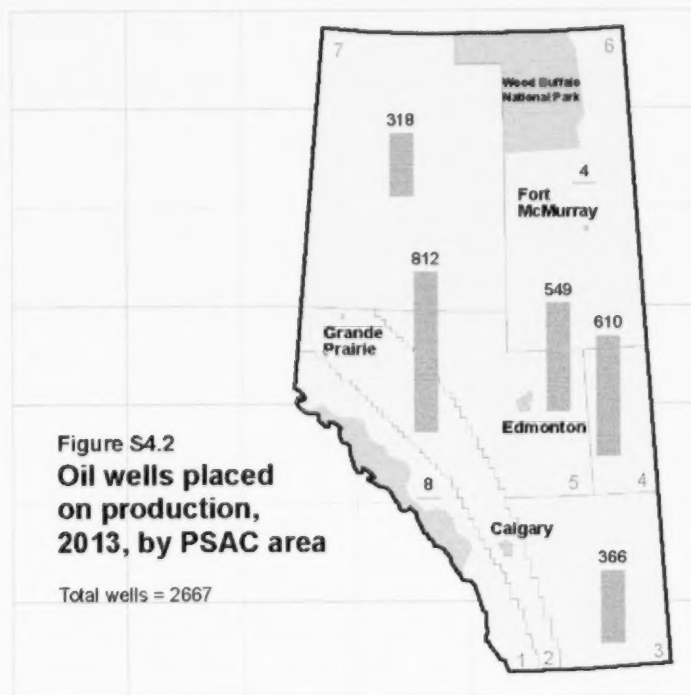 7
6
Wood Buffalo
National Park
318
4
Fort
McMurray
812
549
610
Grande
Prairie
Edmonton
Figure S4.2
Oil wells placed
on production,
2013, by PSAC area
8
5
4
Calgary
Total wells = 2667
366
1
2
3